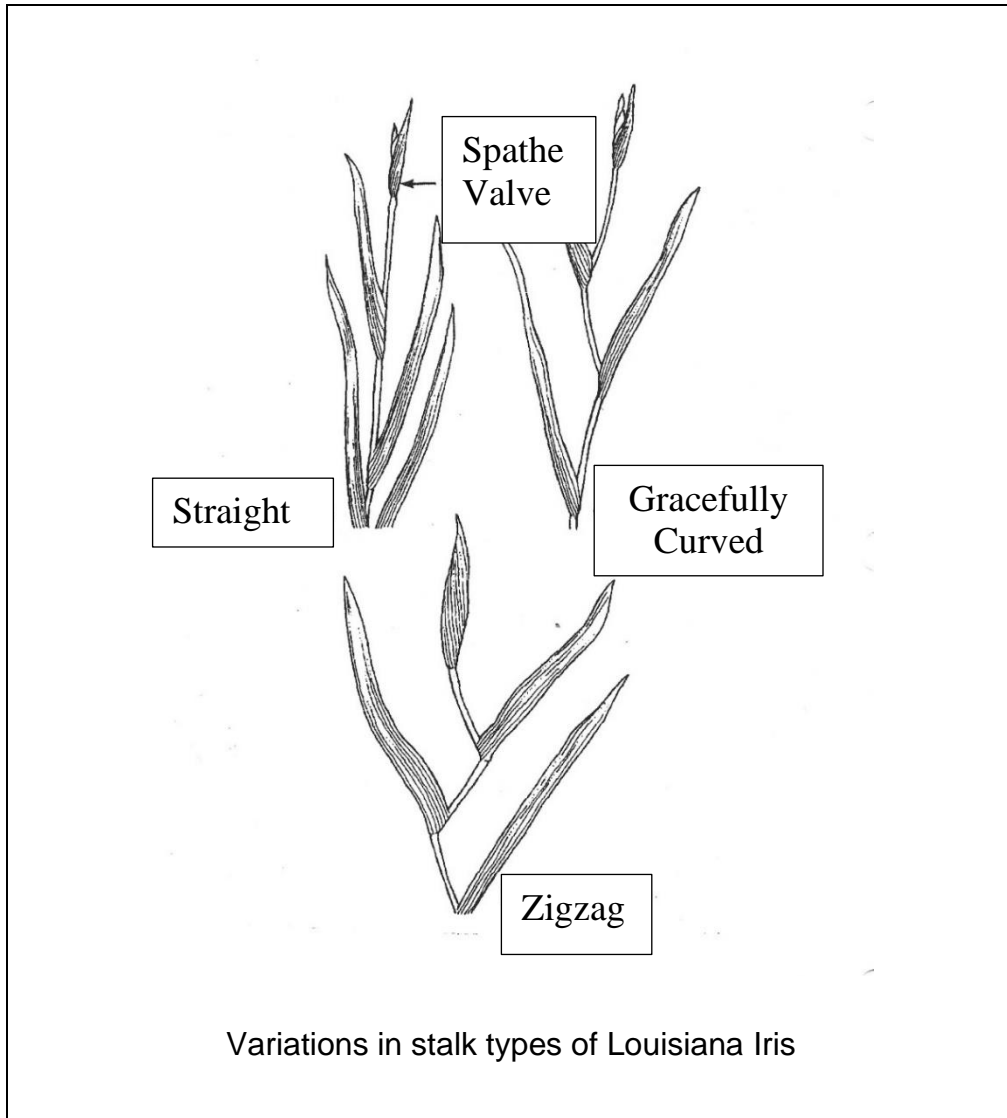 Spathe
Valve
Straight
Gracefully
Curved
Zigzag
Variations in stalk types of Louisiana Iris